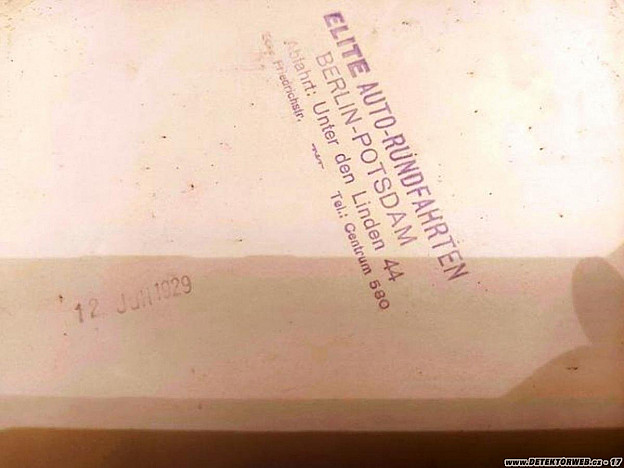 ELITE AUTO-RUNDFAHRTEN
BERLIN-POTSDAM
Abfahrt: Unter den Linden 44
Ecke Friedrichstr. Tel.: Centrum 580
12 JUN 1929
www.DETEKTORWEB.cz - 17